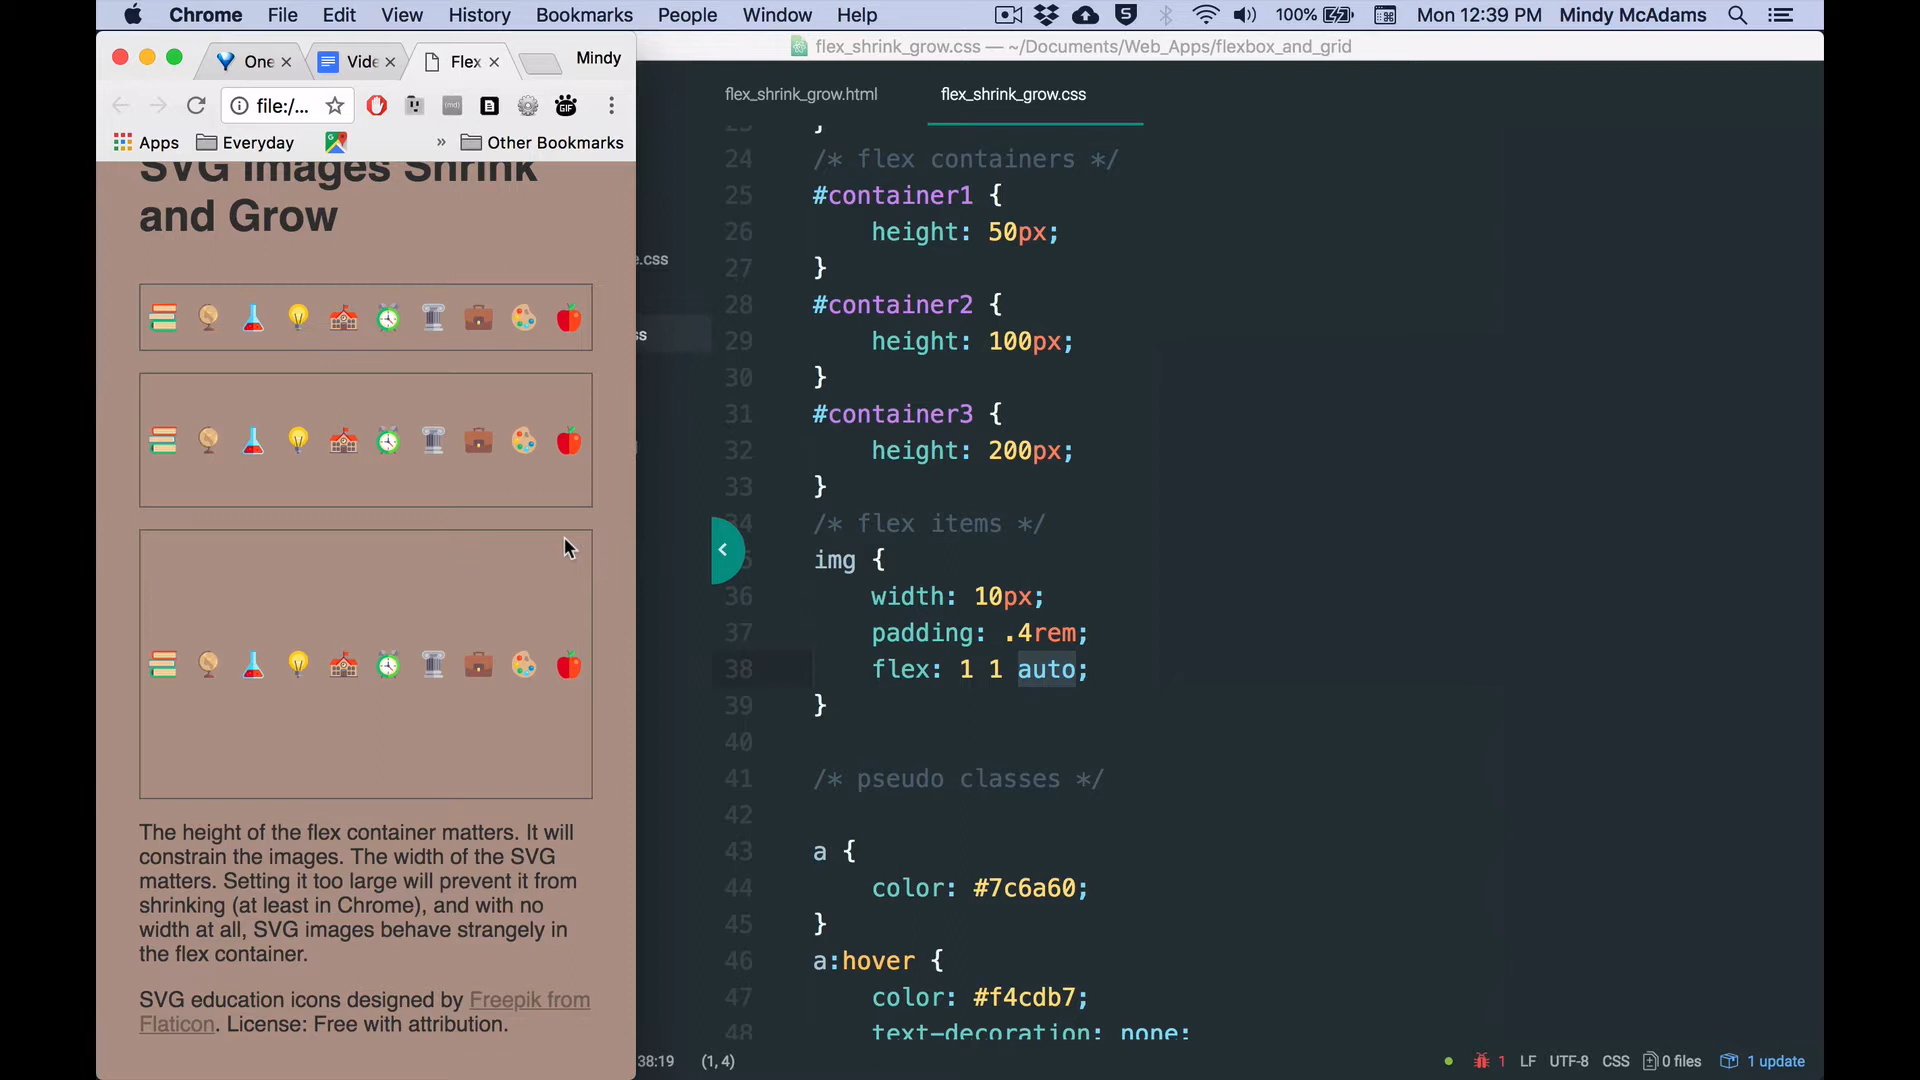 Chrome File Edit View History Bookmarks People Window Help 100% Mon 12:39 PM Mindy McAdams
flex_shrink_grow.css — ~/Documents/Web_Apps/flexbox_and_grid
One Vide Flex Mindy
file:/... GIF
Apps Everyday » Other Bookmarks
SVG Images Shrink
and Grow
The height of the flex container matters. It will
constrain the images. The width of the SVG
matters. Setting it too large will prevent it from
shrinking (at least in Chrome), and with no
width at all, SVG images behave strangely in
the flex container.
SVG education icons designed by Freepik from
Flaticon. License: Free with attribution.
e.css
ss
flex_shrink_grow.html flex_shrink_grow.css
23 }
24 /* flex containers */
25 #container1 {
26 height: 50px;
27 }
28 #container2 {
29 height: 100px;
30 }
31 #container3 {
32 height: 200px;
33 }
34 /* flex items */
img {
36 width: 10px;
37 padding: .4rem;
38 flex: 1 1 auto;
39 }
40
41 /* pseudo classes */
42
43 a {
44 color: #7c6a60;
45 }
46 a:hover {
47 color: #f4cdb7;
48 text-decoration: none;
38:19 (1, 4) 1 LF UTF-8 CSS 0 files 1 update